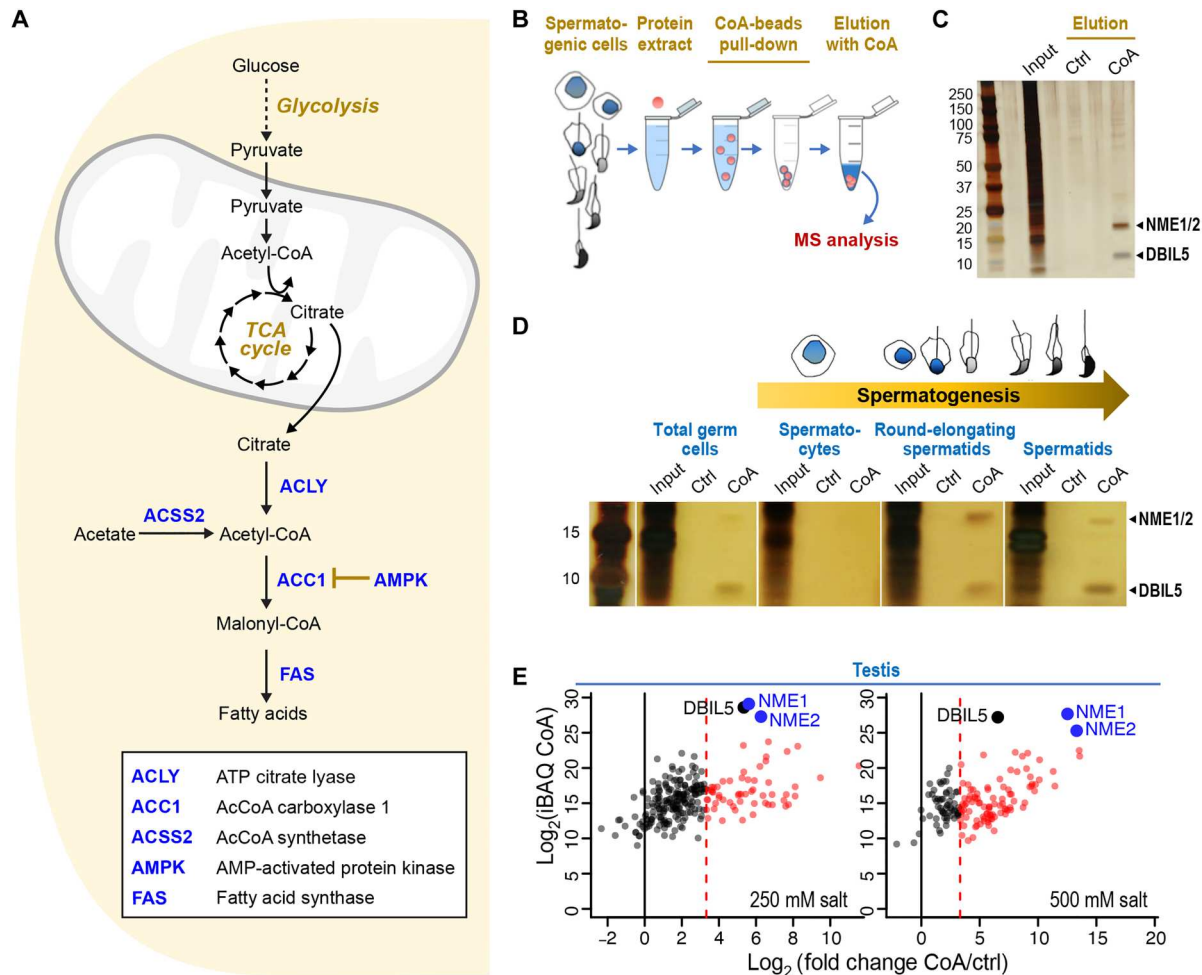 A
Glucose
Glycolysis
Pyruvate
Pyruvate
Acetyl-CoA
Citrate
TCA
cycle
Citrate
ACLY
ACSS2
Acetate
Acetyl-CoA
ACC1
AMPK
Malonyl-CoA
FAS
Fatty acids
ACLY ATP citrate lyase
ACC1 AcCoA carboxylase 1
ACSS2 AcCoA synthetase
AMPK AMP-activated protein kinase
FAS Fatty acid synthase
B
Spermato- Protein CoA-beads Elution
genic cells extract pull-down with CoA
MS analysis
C
Elution
Input Ctrl CoA
250
150
100
75
50
37
25
20
15
10
NME1/2
DBIL5
D
Spermatogenesis
Total germ Spermato- Round-elongating
cells cytes spermatids Spermatids
Input Ctrl CoA Input Ctrl CoA Input Ctrl CoA Input Ctrl CoA
15
10
NME1/2
DBIL5
E
Testis
Log2(iBAQ CoA)
30
25
20
15
10
5
0
DBIL5
NME1
NME2
250 mM salt
−2 0 2 4 6 8 10
30
25
20
15
10
5
0
DBIL5
NME1
NME2
500 mM salt
0 5 10 15 20
Log2 (fold change CoA/ctrl)